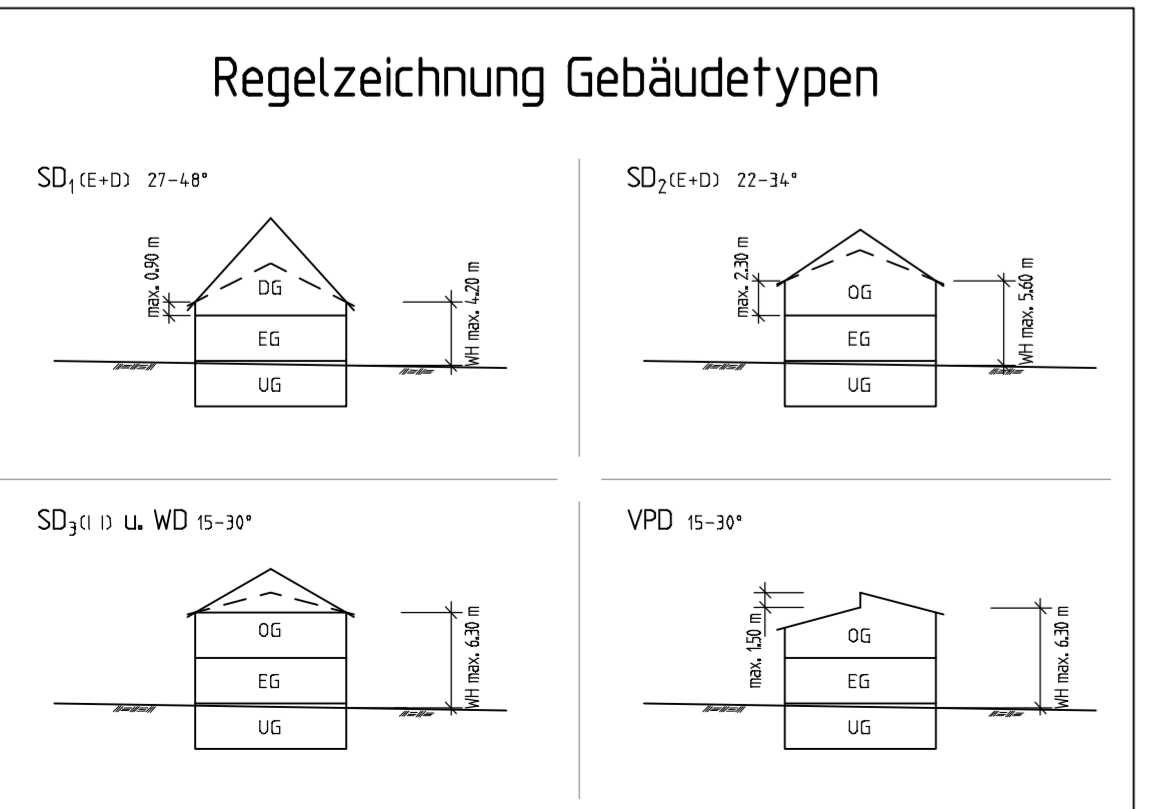 Regelzeichnung Gebäudetypen
SD₁(E+D) 27-48°
max. 0.90 m
DG
EG
UG
WH max. 4.20 m
SD₂(E+D) 22-34°
max. 2.30 m
OG
EG
UG
WH max. 5.60 m
SD₃(II) u. WD 15-30°
OG
EG
UG
WH max. 6.30 m
VPD 15-30°
max. 1.50 m
OG
EG
UG
WH max. 6.30 m